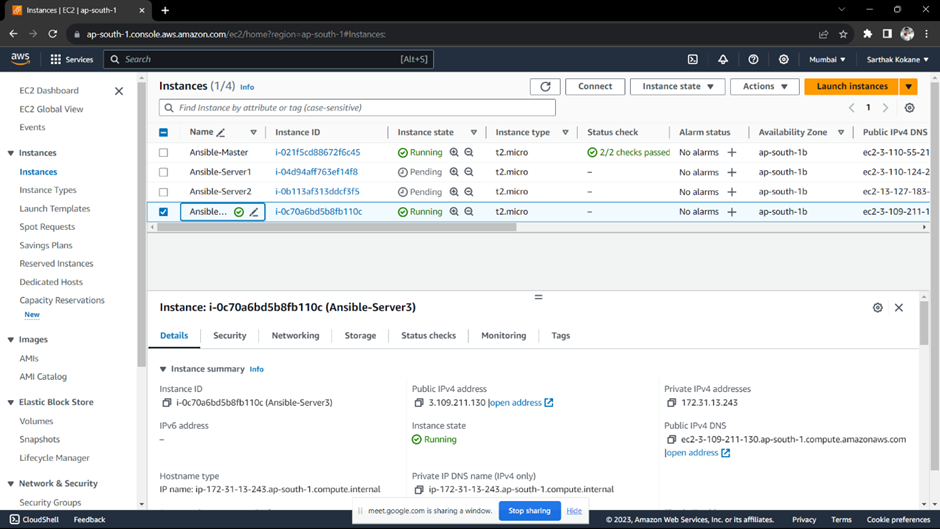 Instances | EC2 | ap-south-1
ap-south-1.console.aws.amazon.com/ec2/home?region=ap-south-1#Instances:
aws Services Search [Alt+S] Mumbai Sarthak Kokane
EC2 Dashboard
EC2 Global View
Events
Instances
Instances
Instance Types
Launch Templates
Spot Requests
Savings Plans
Reserved Instances
Dedicated Hosts
Capacity Reservations
New
Images
AMIs
AMI Catalog
Elastic Block Store
Volumes
Snapshots
Lifecycle Manager
Network & Security
Security Groups
Instances (1/4) Info Connect Instance state Actions Launch instances
Find Instance by attribute or tag (case-sensitive) 1
Name Instance ID Instance state Instance type Status check Alarm status Availability Zone Public IPv4 DNS
Ansible-Master i-021f5cd88672f6c45 Running t2.micro 2/2 checks passed No alarms + ap-south-1b ec2-3-110-55-21
Ansible-Server1 i-04d94aff763ef14f8 Pending t2.micro – No alarms + ap-south-1b ec2-3-110-124-2
Ansible-Server2 i-0b113af313ddcf3f5 Pending t2.micro – No alarms + ap-south-1b ec2-13-127-183-
Ansible... i-0c70a6bd5b8fb110c Running t2.micro – No alarms + ap-south-1b ec2-3-109-211-1
Instance: i-0c70a6bd5b8fb110c (Ansible-Server3)
Details Security Networking Storage Status checks Monitoring Tags
Instance summary Info
Instance ID Public IPv4 address Private IPv4 addresses
i-0c70a6bd5b8fb110c (Ansible-Server3) 3.109.211.130 |open address 172.31.13.243
IPv6 address Instance state Public IPv4 DNS
– Running ec2-3-109-211-130.ap-south-1.compute.amazonaws.com
|open address
Hostname type Private IP DNS name (IPv4 only)
IP name: ip-172-31-13-243.ap-south-1.compute.internal ip-172-31-13-243.ap-south-1.compute.internal
meet.google.com is sharing a window. Stop sharing Hide
CloudShell Feedback © 2023, Amazon Web Services, Inc. or its affiliates. Privacy Terms Cookie preferences